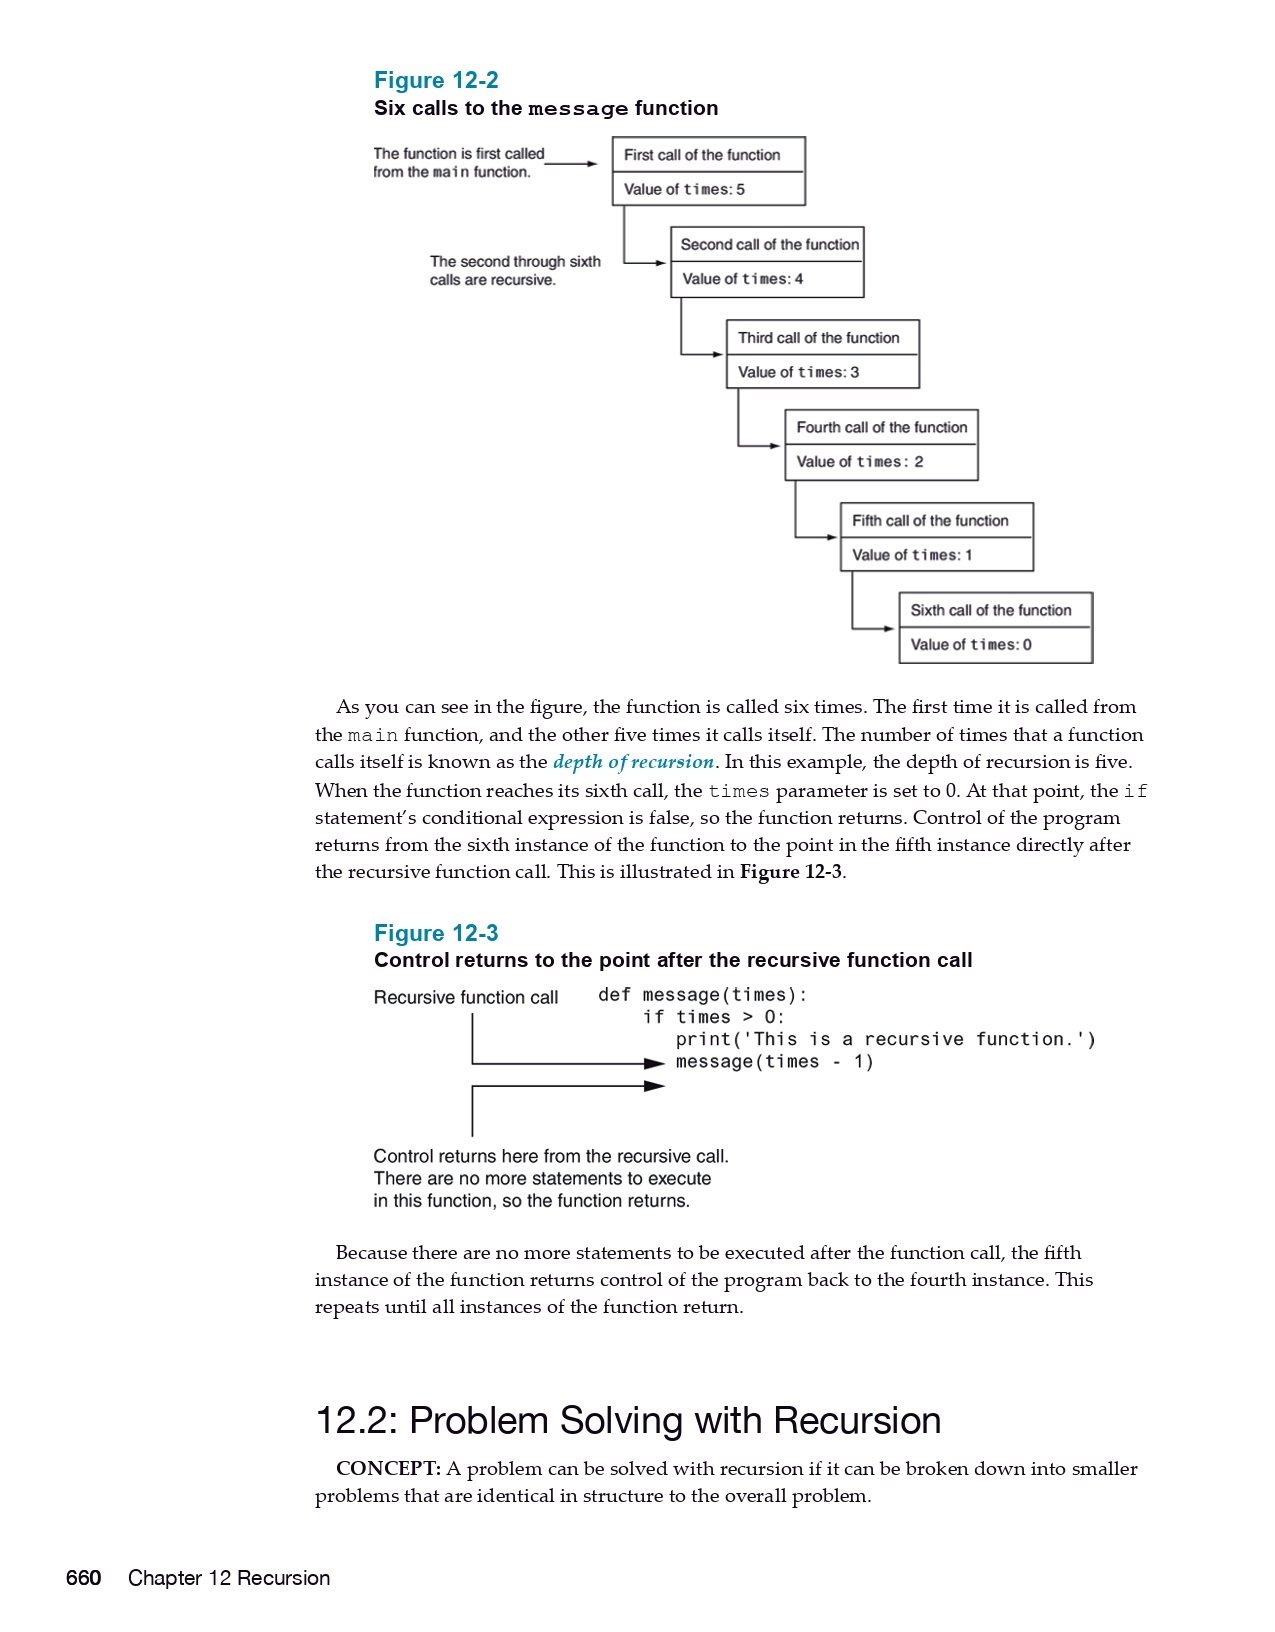 Figure 12-2
Six calls to the message function
The function is first called
from the main function.
First call of the function
Value of times: 5
The second through sixth
calls are recursive.
Second call of the function
Value of times: 4
Third call of the function
Value of times: 3
Fourth call of the function
Value of times: 2
Fifth call of the function
Value of times: 1
Sixth call of the function
Value of times: 0
As you can see in the figure, the function is called six times. The first time it is called from
the main function, and the other five times it calls itself. The number of times that a function
calls itself is known as the depth of recursion. In this example, the depth of recursion is five.
When the function reaches its sixth call, the times parameter is set to 0. At that point, the if
statement’s conditional expression is false, so the function returns. Control of the program
returns from the sixth instance of the function to the point in the fifth instance directly after
the recursive function call. This is illustrated in Figure 12-3.
Figure 12-3
Control returns to the point after the recursive function call
Recursive function call
def message(times):
if times > 0:
print('This is a recursive function.')
message(times - 1)
Control returns here from the recursive call.
There are no more statements to execute
in this function, so the function returns.
Because there are no more statements to be executed after the function call, the fifth
instance of the function returns control of the program back to the fourth instance. This
repeats until all instances of the function return.
12.2: Problem Solving with Recursion
CONCEPT: A problem can be solved with recursion if it can be broken down into smaller
problems that are identical in structure to the overall problem.
660 Chapter 12 Recursion